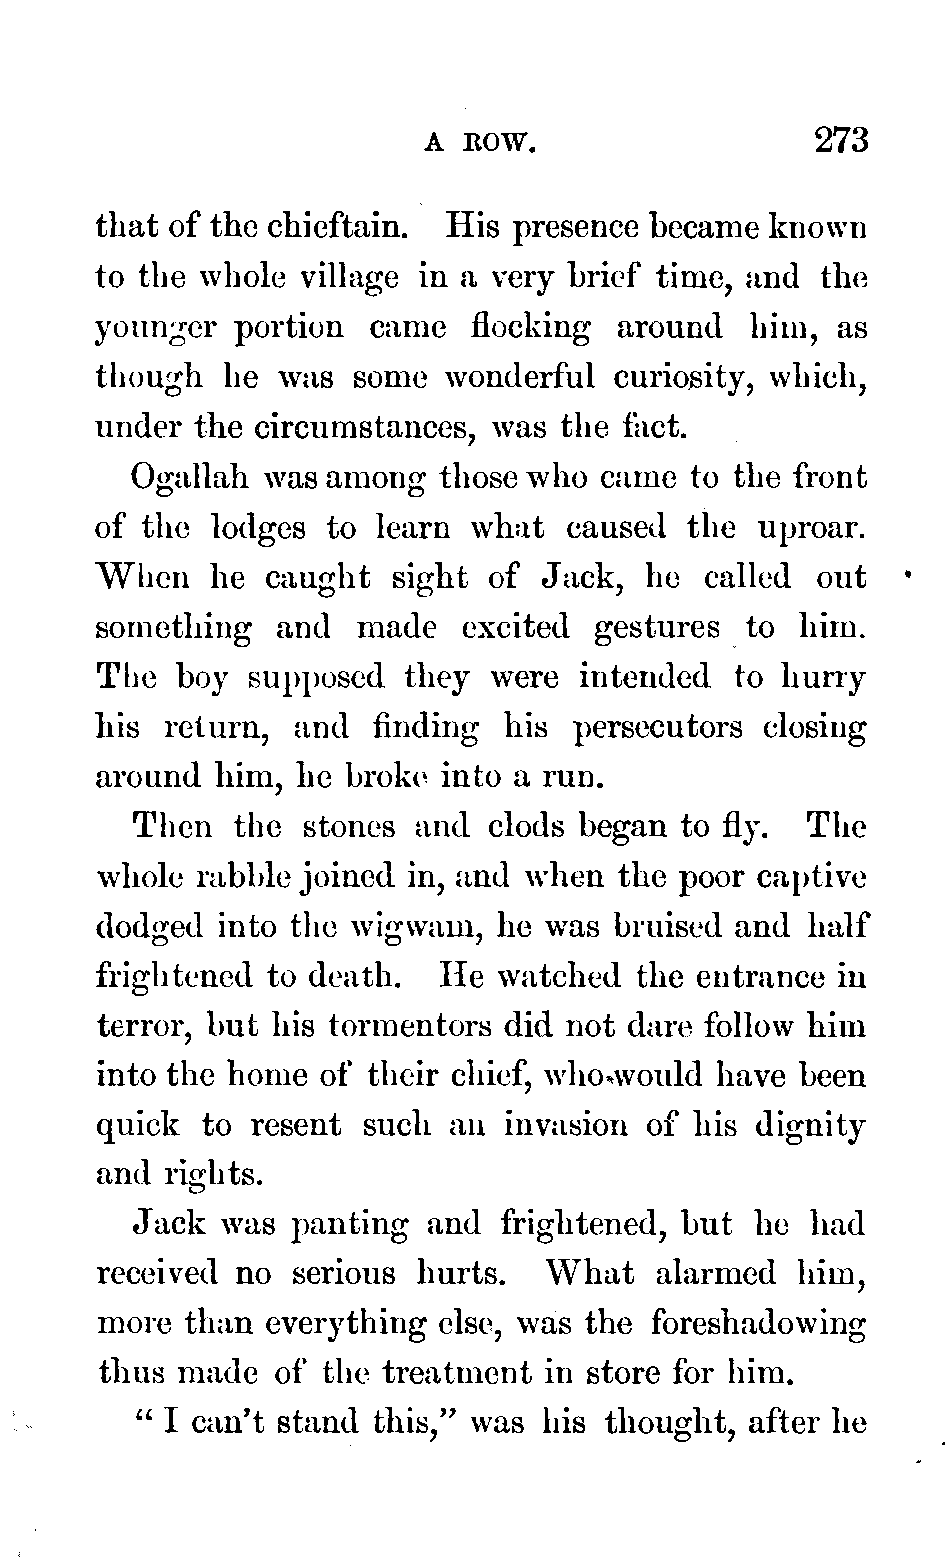 A ROW. 273
that of the chieftain. His presence became known
to the whole village in a very brief time, and the
younger portion came flocking around him, as
though he was some wonderful curiosity, which,
under the circumstances, was the fact.
Ogallah was among those who came to the front
of the lodges to learn what caused the uproar.
When he caught sight of Jack, he called out
something and made excited gestures to him.
The boy supposed they were intended to hurry
his return, and finding his persecutors closing
around him, he broke into a run.
Then the stones and clods began to fly. The
whole rabble joined in, and when the poor captive
dodged into the wigwam, he was bruised and half
frightened to death. He watched the entrance in
terror, but his tormentors did not dare follow him
into the home of their chief, who would have been
quick to resent such an invasion of his dignity
and rights.
Jack was panting and frightened, but he had
received no serious hurts. What alarmed him,
more than everything else, was the foreshadowing
thus made of the treatment in store for him.
“ I can't stand this,” was his thought, after he